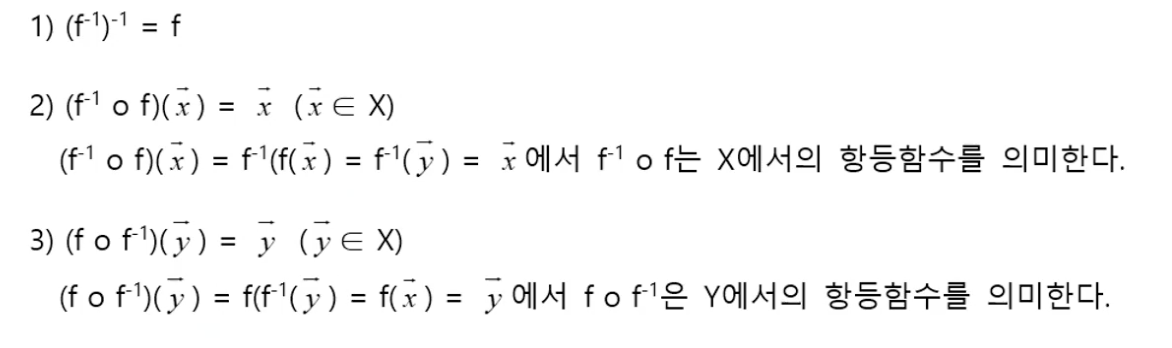 1) (f⁻¹)⁻¹ = f
2) (f⁻¹ o f)(x⃗) = x⃗ (x⃗ ∈ X)
(f⁻¹ o f)(x⃗) = f⁻¹(f(x⃗) = f⁻¹(y⃗) = x⃗ 에서 f⁻¹ o f는 X에서의 항등함수를 의미한다.
3) (f o f⁻¹)(y⃗) = y⃗ (y⃗ ∈ X)
(f o f⁻¹)(y⃗) = f(f⁻¹(y⃗) = f(x⃗) = y⃗ 에서 f o f⁻¹은 Y에서의 항등함수를 의미한다.